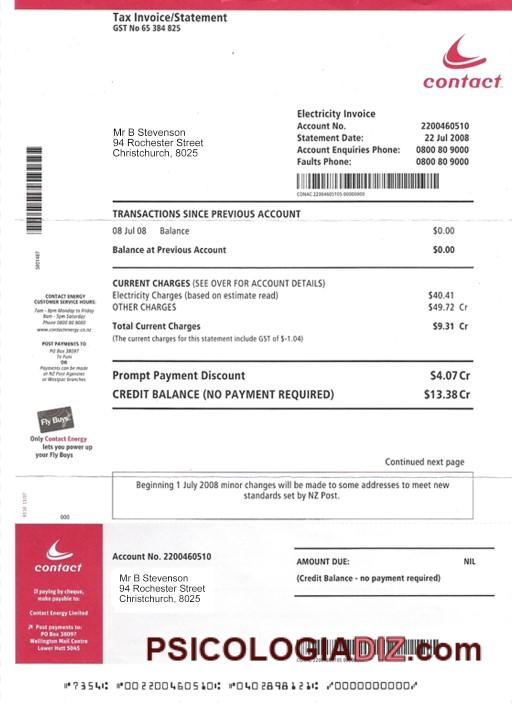 Tax Invoice/Statement
GST No 65 384 825
contact
Electricity Invoice
Account No. 2200460510
Statement Date: 22 Jul 2008
Account Enquiries Phone: 0800 80 9000
Faults Phone: 0800 80 9000
Mr B Stevenson
94 Rochester Street
Christchurch, 8025
TRANSACTIONS SINCE PREVIOUS ACCOUNT
08 Jul 08 Balance $0.00
Balance at Previous Account $0.00
CURRENT CHARGES (SEE OVER FOR ACCOUNT DETAILS)
Electricity Charges (based on estimate read) $40.41
OTHER CHARGES $49.72 Cr
Total Current Charges $9.31 Cr
(The current charges for this statement include GST of $-1.04)
Prompt Payment Discount $4.07 Cr
CREDIT BALANCE (NO PAYMENT REQUIRED) $13.38 Cr
CONTACT ENERGY
CUSTOMER SERVICE HOURS:
7am - 9pm Monday to Friday
8am - 5pm Saturday
Phone 0800 80 9000
www.contactenergy.co.nz
POST PAYMENTS TO
PO Box 38097
Te Puni
OR
Payments can be made
at NZ Post Agencies
or Westpac branches
Fly Buys
Only Contact Energy
lets you power up
your Fly Buys
Continued next page
Beginning 1 July 2008 minor changes will be made to some addresses to meet new
standards set by NZ Post.
000
contact
If paying by cheque,
make payable to:
Contact Energy Limited
Post payments to:
PO Box 38097
Wellington Mail Centre
Lower Hutt 5045
Account No. 2200460510
Mr B Stevenson
94 Rochester Street
Christchurch, 8025
AMOUNT DUE: NIL
(Credit Balance - no payment required)
PSICOLOGIADIZ.com